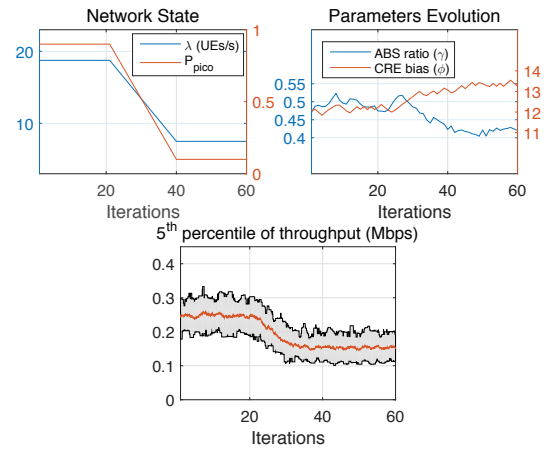 Network State
20
10
λ (UEs/s)
P_pico
1
0.5
0
20
40
60
Iterations
Parameters Evolution
ABS ratio (γ)
CRE bias (ϕ)
0.55
0.5
0.45
0.4
14
13
12
11
0
20
40
60
Iterations
5th percentile of throughput (Mbps)
0.4
0.3
0.2
0.1
0
20
40
60
Iterations